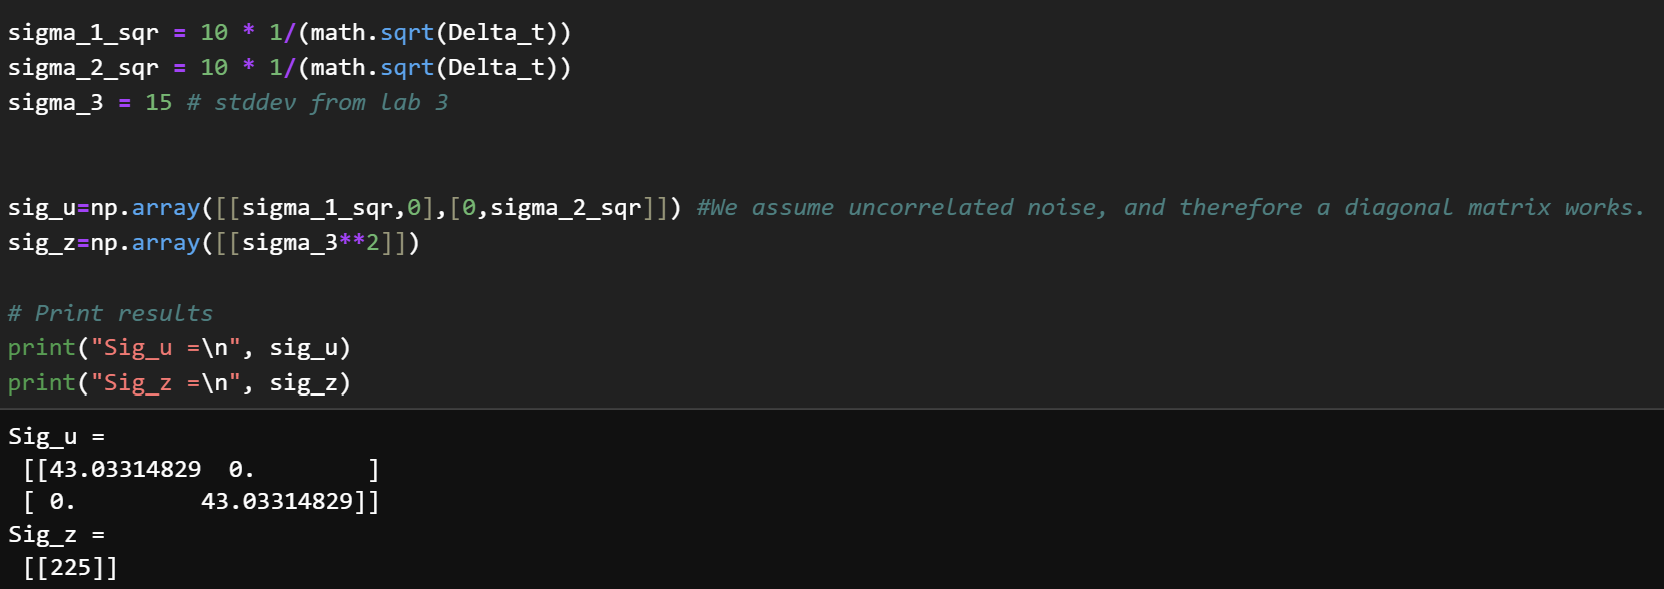 sigma_1_sqr = 10 * 1/(math.sqrt(Delta_t))
sigma_2_sqr = 10 * 1/(math.sqrt(Delta_t))
sigma_3 = 15 # stddev from lab 3
sig_u=np.array([[sigma_1_sqr,0],[0,sigma_2_sqr]]) #We assume uncorrelated noise, and therefore a diagonal matrix works.
sig_z=np.array([[sigma_3**2]])
# Print results
print("Sig_u =\n", sig_u)
print("Sig_z =\n", sig_z)
Sig_u =
 [[43.03314829  0.        ]
 [ 0.         43.03314829]]
Sig_z =
 [[225]]